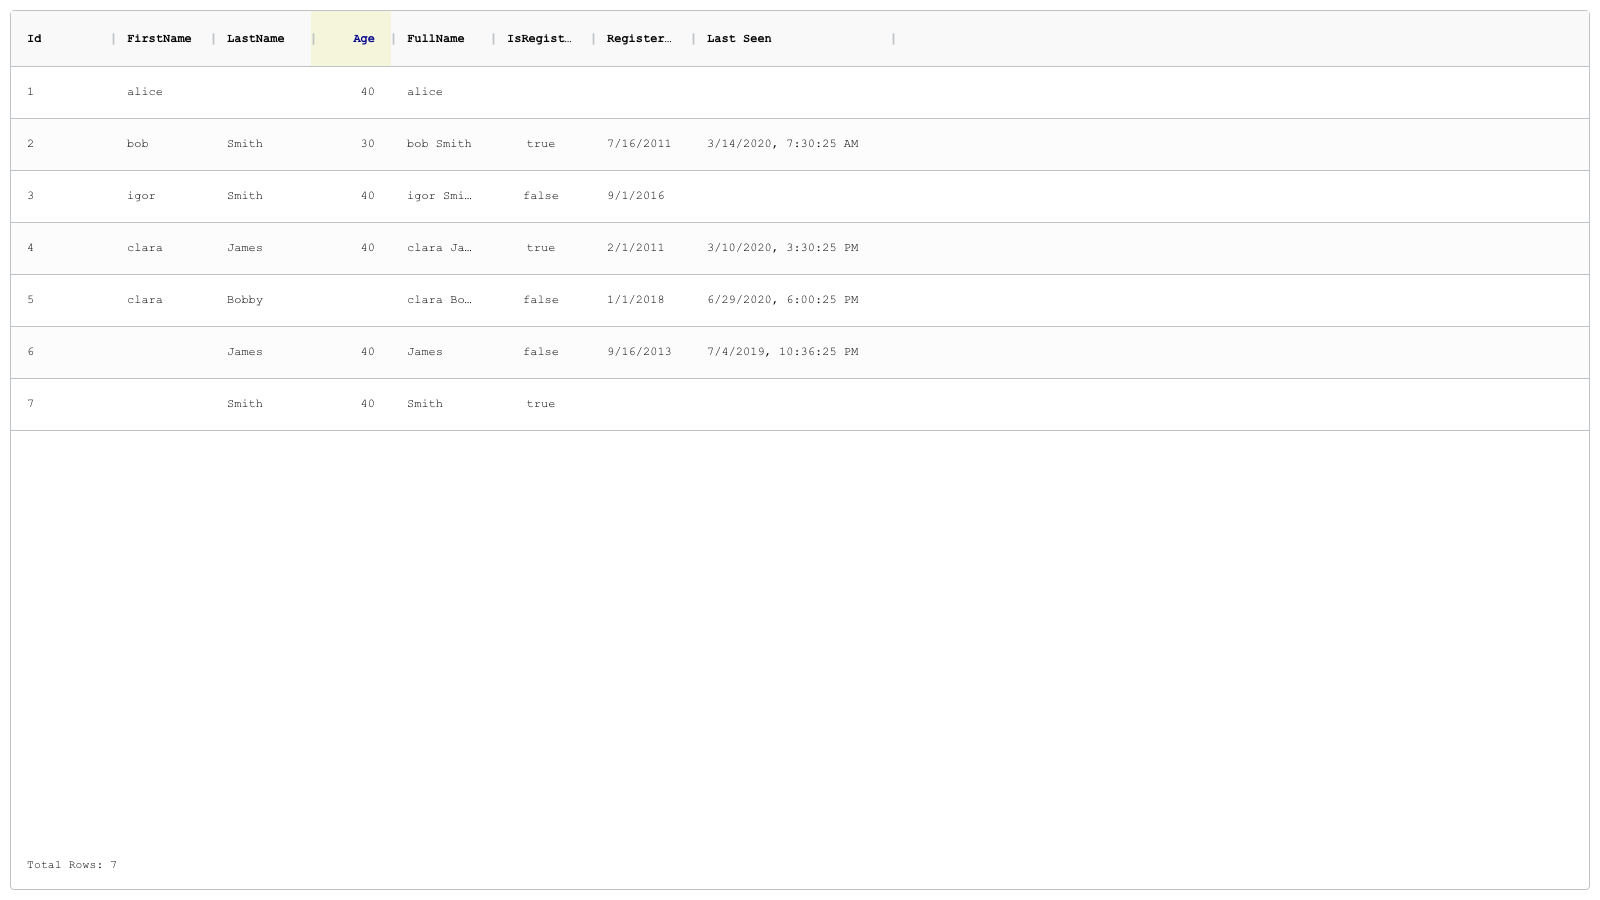 Id | FirstName | LastName | Age | FullName | IsRegist… | Register… | Last Seen |
1 alice 40 alice
2 bob Smith 30 bob Smith true 7/16/2011 3/14/2020, 7:30:25 AM
3 igor Smith 40 igor Smi… false 9/1/2016
4 clara James 40 clara Ja… true 2/1/2011 3/10/2020, 3:30:25 PM
5 clara Bobby clara Bo… false 1/1/2018 6/29/2020, 6:00:25 PM
6 James 40 James false 9/16/2013 7/4/2019, 10:36:25 PM
7 Smith 40 Smith true
Total Rows: 7